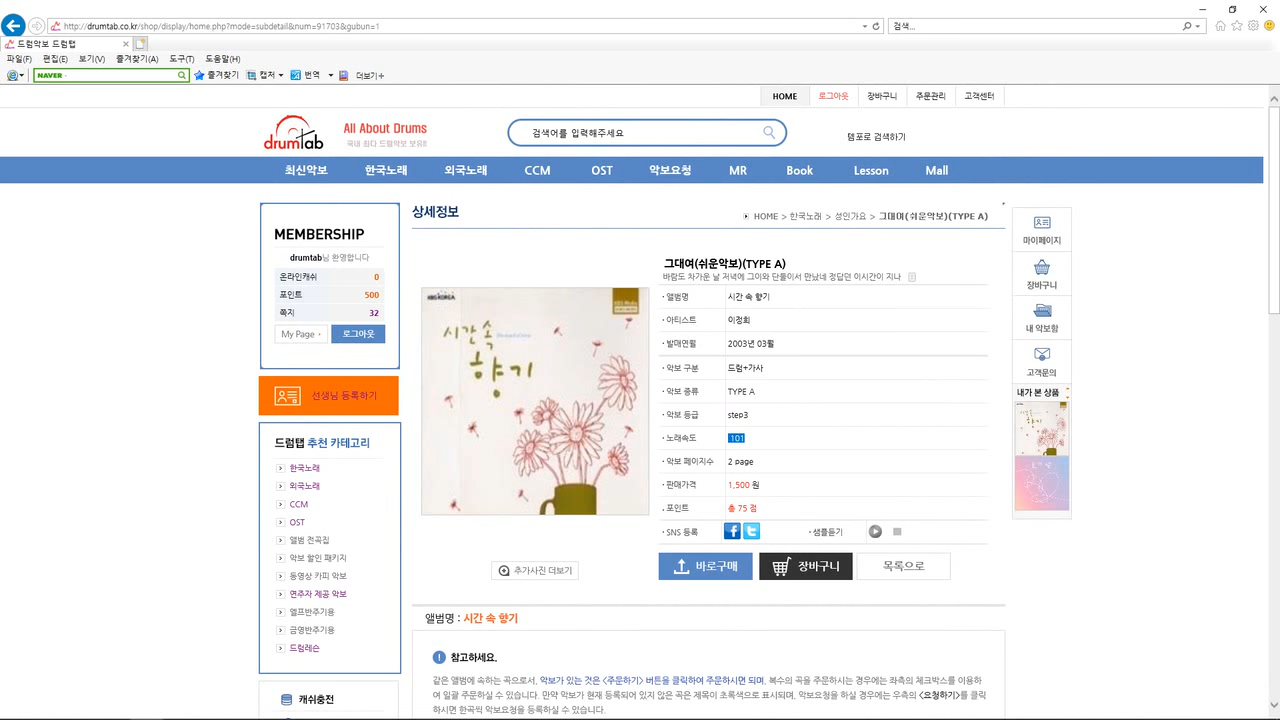 http://drumtab.co.kr/shop/display/home.php?mode=subdetail&num=91703&gubun=1
검색...
드럼악보 드럼탭
파일(F) 편집(E) 보기(V) 즐겨찾기(A) 도구(T) 도움말(H)
NAVER 즐겨찾기 캡처 번역 더보기+
HOME 로그아웃 장바구니 주문관리 고객센터
drumtab
All About Drums
국내 최다 드럼악보 보유!!
검색어를 입력해주세요
템포로 검색하기
최신악보 한국노래 외국노래 CCM OST 악보요청 MR Book Lesson Mall
MEMBERSHIP
drumtab님 환영합니다
온라인캐쉬 0
포인트 500
쪽지 32
My Page 로그아웃
선생님 등록하기
드럼탭 추천 카테고리
한국노래
외국노래
CCM
OST
앨범 전곡집
악보 할인 패키지
동영상 카피 악보
연주자 제공 악보
엘프반주기용
금영반주기용
드럼레슨
캐쉬충전
상세정보
HOME > 한국노래 > 성인가요 > 그대여(쉬운악보)(TYPE A)
그대여(쉬운악보)(TYPE A)
바람도 차가운 날 저녁에 그이와 단둘이서 만났네 정답던 이시간이 지나
KBS KOREA
KBS Media
시간속
향기
앨범명 시간 속 향기
아티스트 이정희
발매연월 2003년 03월
악보 구분 드럼+가사
악보 종류 TYPE A
악보 등급 step3
노래속도 101
악보 페이지수 2 page
판매가격 1,500 원
포인트 총 75 점
SNS 등록 샘플듣기
추가사진 더보기
바로구매 장바구니 목록으로
앨범명 : 시간 속 향기
참고하세요.
같은 앨범에 속하는 곡으로서, 악보가 있는 것은 <주문하기> 버튼을 클릭하여 주문하시면 되며, 복수의 곡을 주문하시는 경우에는 좌측의 체크박스를 이용하
여 일괄 주문하실 수 있습니다. 만약 악보가 현재 등록되어 있지 않은 곡은 제목이 초록색으로 표시되며, 악보요청을 하실 경우에는 우측의 <요청하기>를 클릭
하시면 한곡씩 악보요청을 등록하실 수 있습니다.
마이페이지
장바구니
내 악보함
고객문의
내가 본 상품